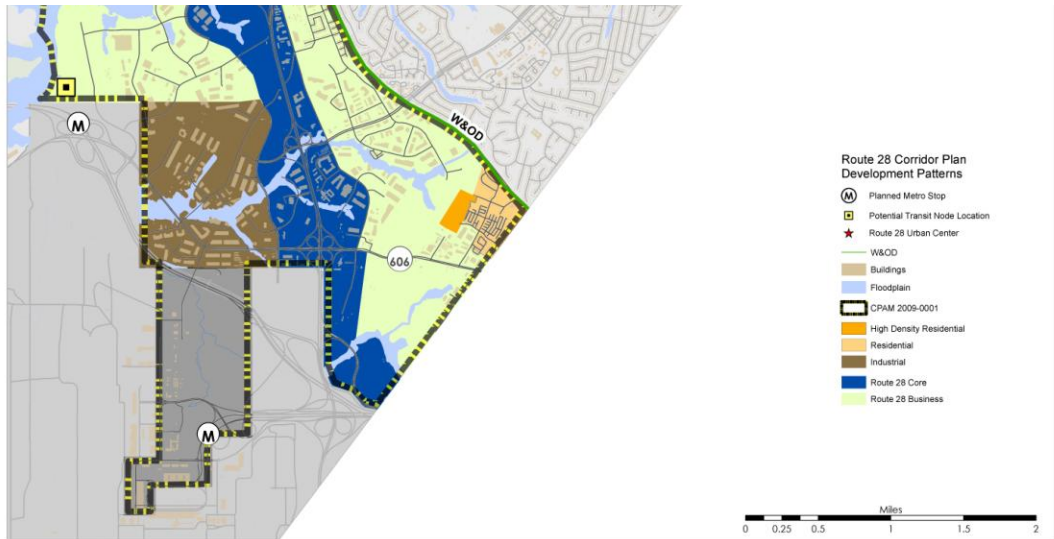 W&OD
M
606
M
Route 28 Corridor Plan
Development Patterns
M Planned Metro Stop
Potential Transit Node Location
Route 28 Urban Center
W&OD
Buildings
Floodplain
CPAM 2009-0001
High Density Residential
Residential
Industrial
Route 28 Core
Route 28 Business
Miles
0 0.25 0.5 1 1.5 2